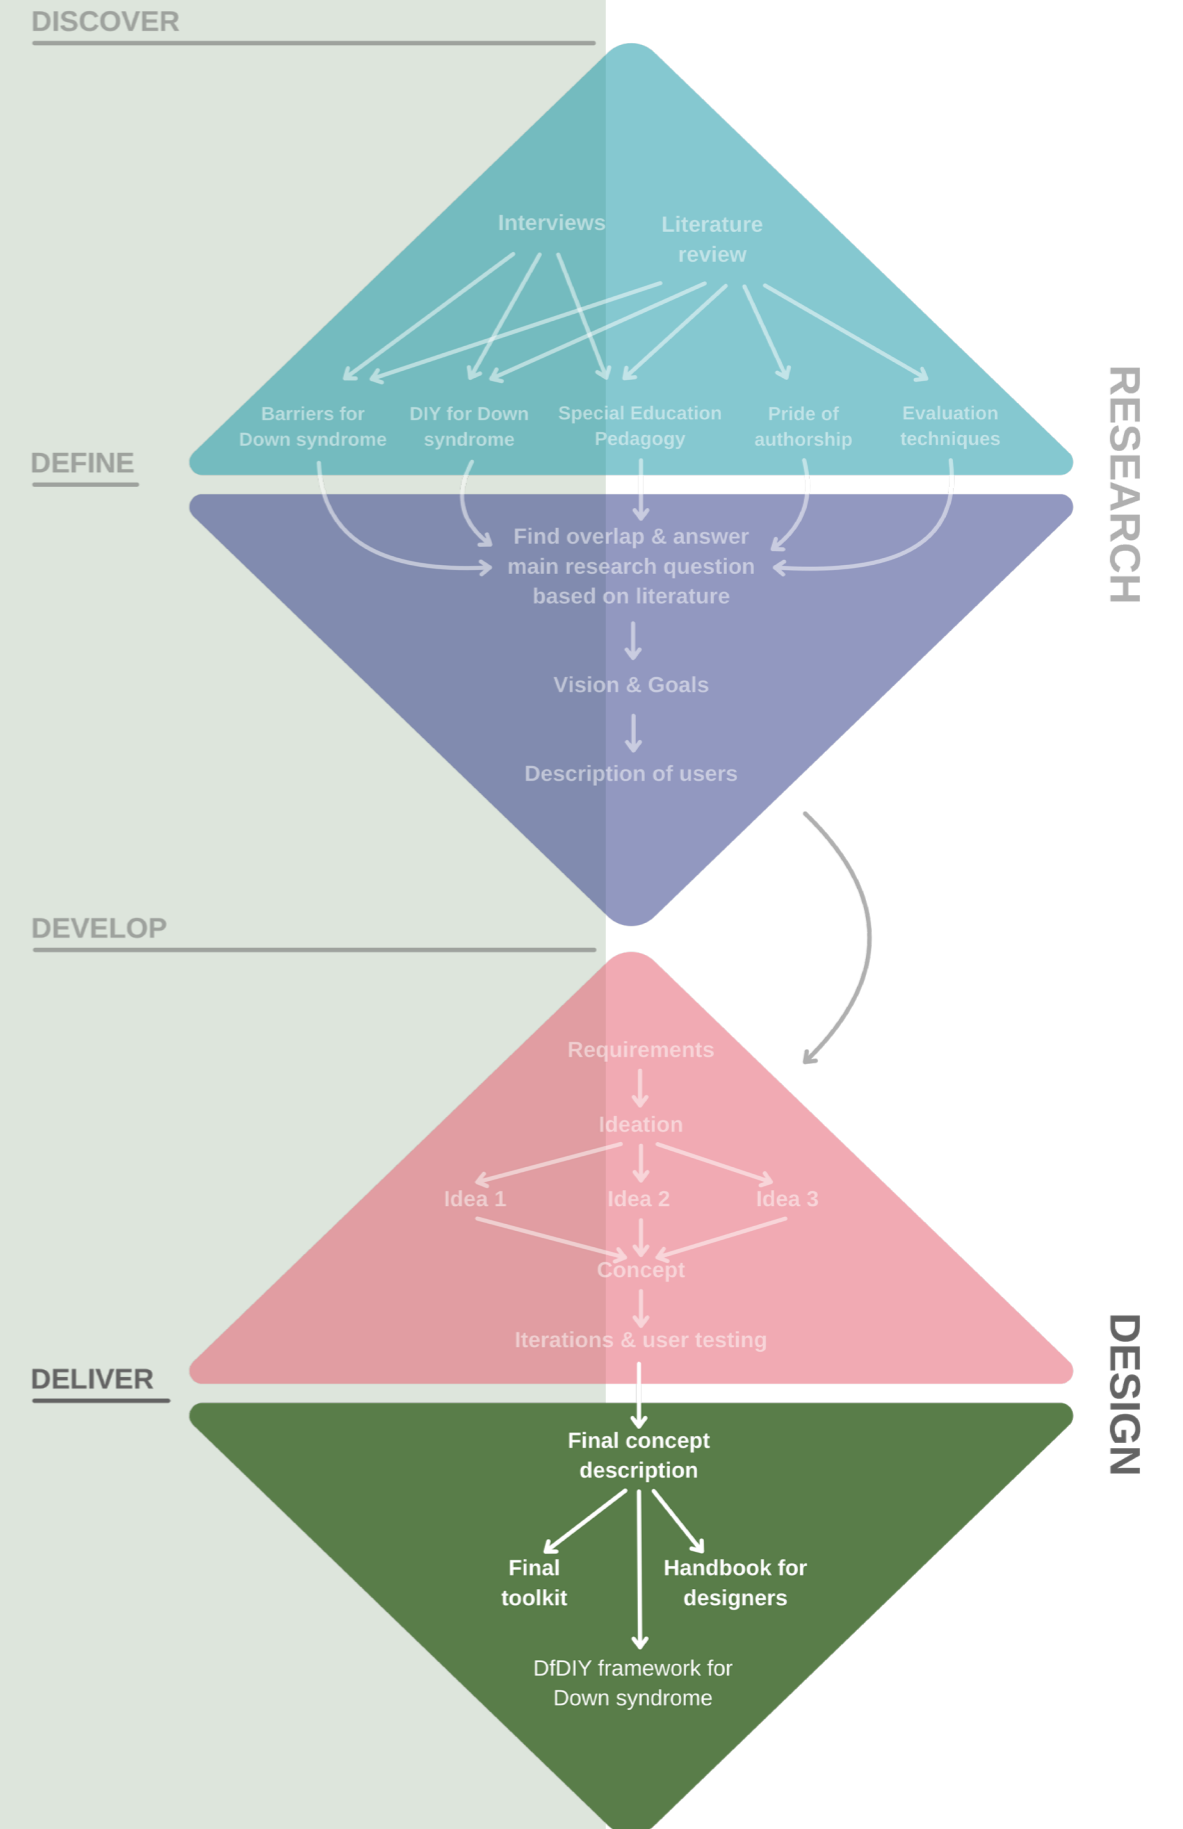 DISCOVER
Interviews
Literature
review
Barriers for
Down syndrome
DIY for Down
syndrome
Special Education
Pedagogy
Pride of
authorship
Evaluation
techniques
RESEARCH
DEFINE
Find overlap & answer
main research question
based on literature
Vision & Goals
Description of users
DEVELOP
Requirements
Ideation
Idea 1
Idea 2
Idea 3
Concept
Iterations & user testing
DESIGN
DELIVER
Final concept
description
Final
toolkit
Handbook for
designers
DfDIY framework for
Down syndrome